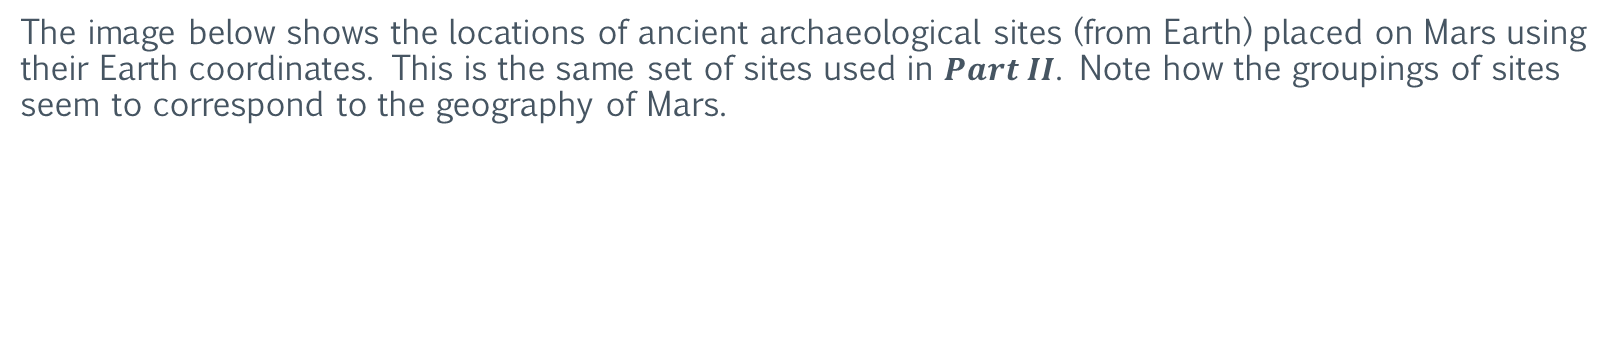 The image below shows the locations of ancient archaeological sites (from Earth) placed on Mars using
their Earth coordinates.  This is the same set of sites used in Part II.  Note how the groupings of sites
seem to correspond to the geography of Mars.